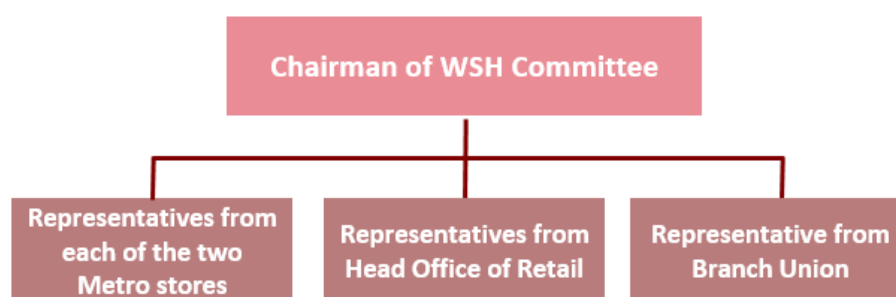 Chairman of WSH Committee
Representatives from
each of the two
Metro stores
Representatives from
Head Office of Retail
Representative from
Branch Union